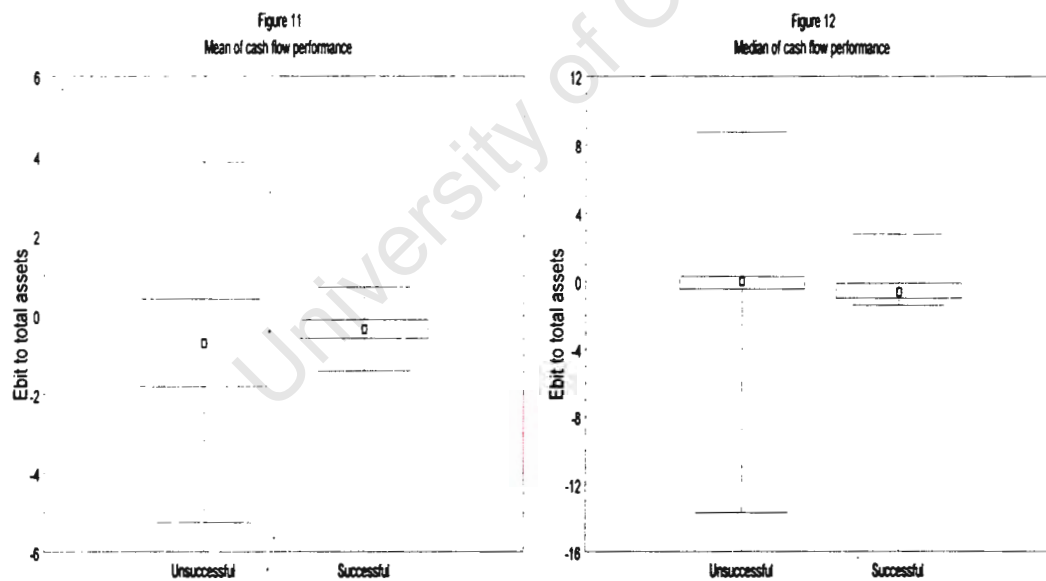 Figure 11
Mean of cash flow performance
6
4
2
0
-2
-4
-6
Ebit to total assets
Unsuccessful
Successful
Figure 12
Median of cash flow performance
12
8
4
0
-4
-8
-12
-16
Ebit to total assets
Unsuccessful
Successful
University of C